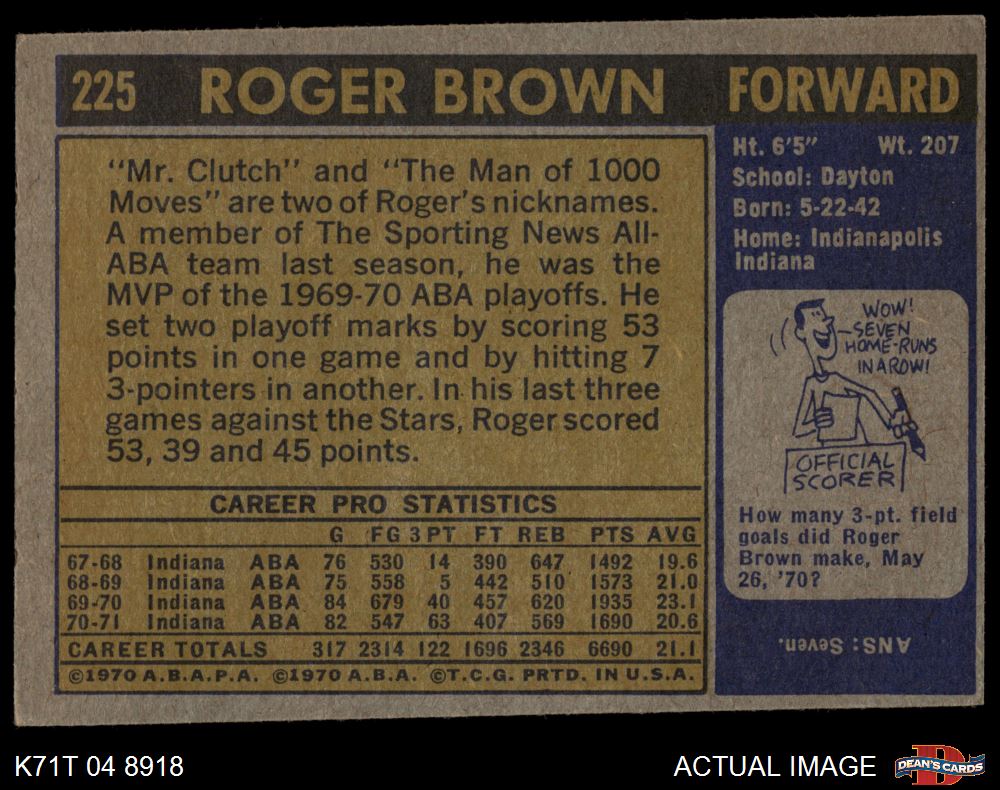 225 ROGER BROWN FORWARD
"Mr. Clutch" and "The Man of 1000
Moves" are two of Roger's nicknames.
A member of The Sporting News All-
ABA team last season, he was the
MVP of the 1969-70 ABA playoffs. He
set two playoff marks by scoring 53
points in one game and by hitting 7
3-pointers in another. In his last three
games against the Stars, Roger scored
53, 39 and 45 points.
CAREER PRO STATISTICS
G FG 3 PT FT REB PTS AVG
67-68 Indiana ABA 76 530 14 390 647 1492 19.6
68-69 Indiana ABA 75 558 5 442 510 1573 21.0
69-70 Indiana ABA 84 679 40 457 620 1935 23.1
70-71 Indiana ABA 82 547 63 407 569 1690 20.6
CAREER TOTALS 317 2314 122 1696 2346 6690 21.1
©1970 A.B.A.P.A. ©1970 A.B.A. ©T.C.G. PRTD. IN U.S.A.
Ht. 6'5" Wt. 207
School: Dayton
Born: 5-22-42
Home: Indianapolis
Indiana
WOW!
SEVEN
HOME-RUNS
IN A ROW!
OFFICIAL
SCORER
How many 3-pt. field
goals did Roger
Brown make, May
26, '70?
ANS: Seven.
K71T 04 8918 ACTUAL IMAGE DEAN'S CARDS